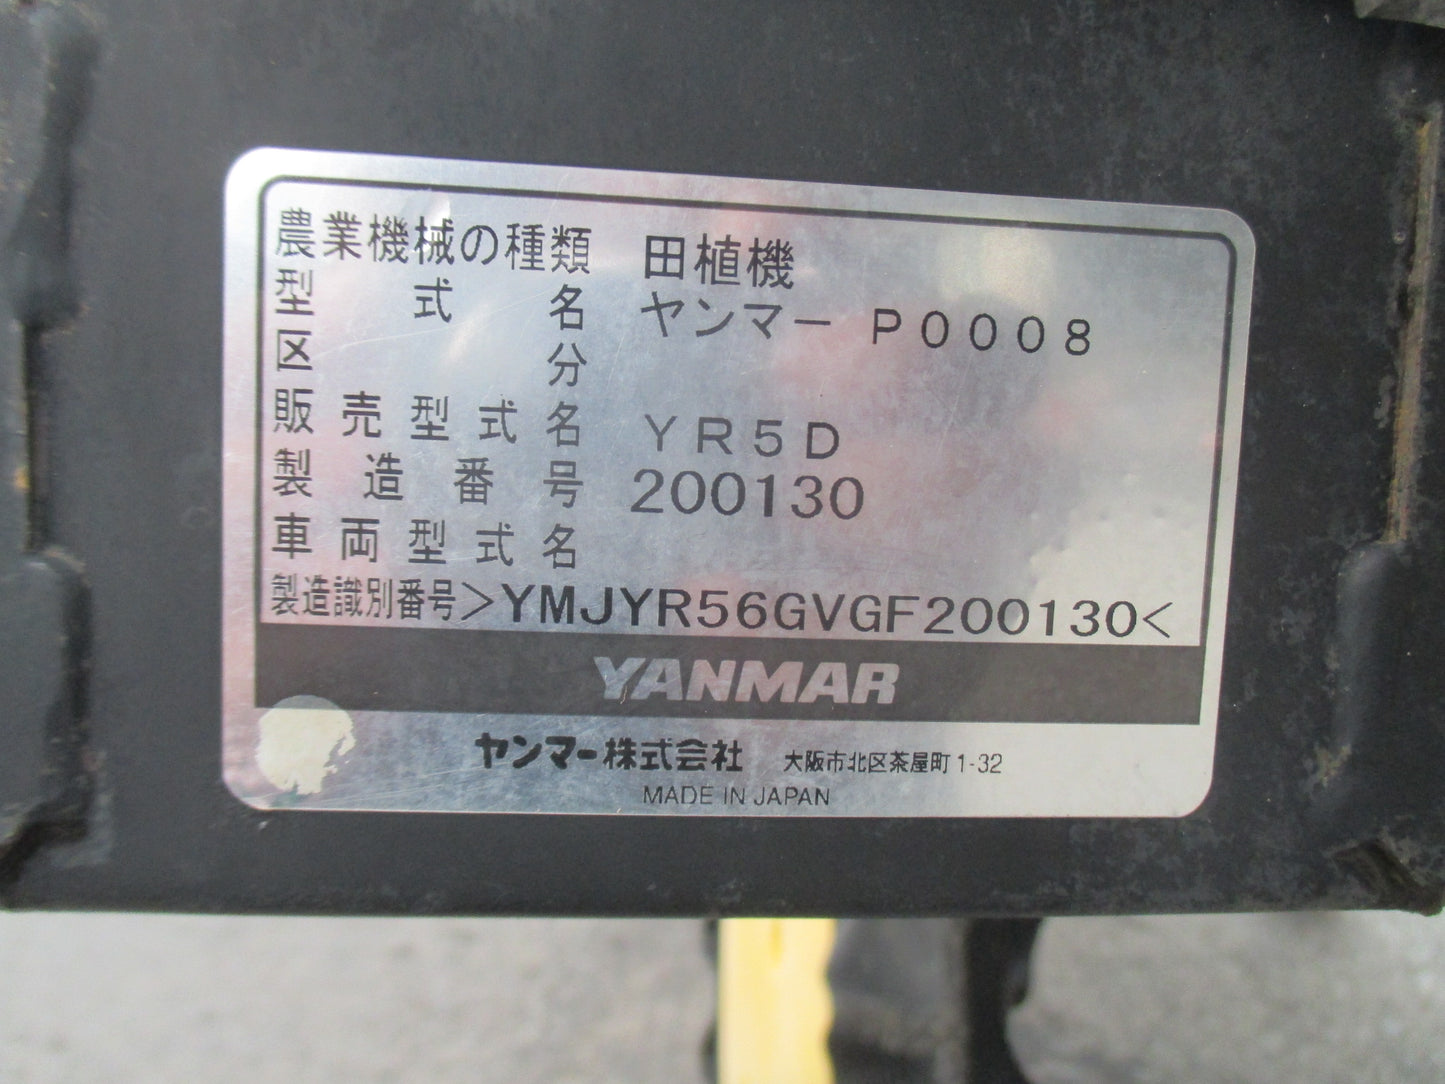 農業機械の種類 田植機
型式名 ヤンマー P0008
区分
販売型式名 YR5D
製造番号 200130
車両型式名
製造識別番号>YMJYR56GVGF200130<
YANMAR
ヤンマー株式会社 大阪市北区茶屋町1-32
MADE IN JAPAN